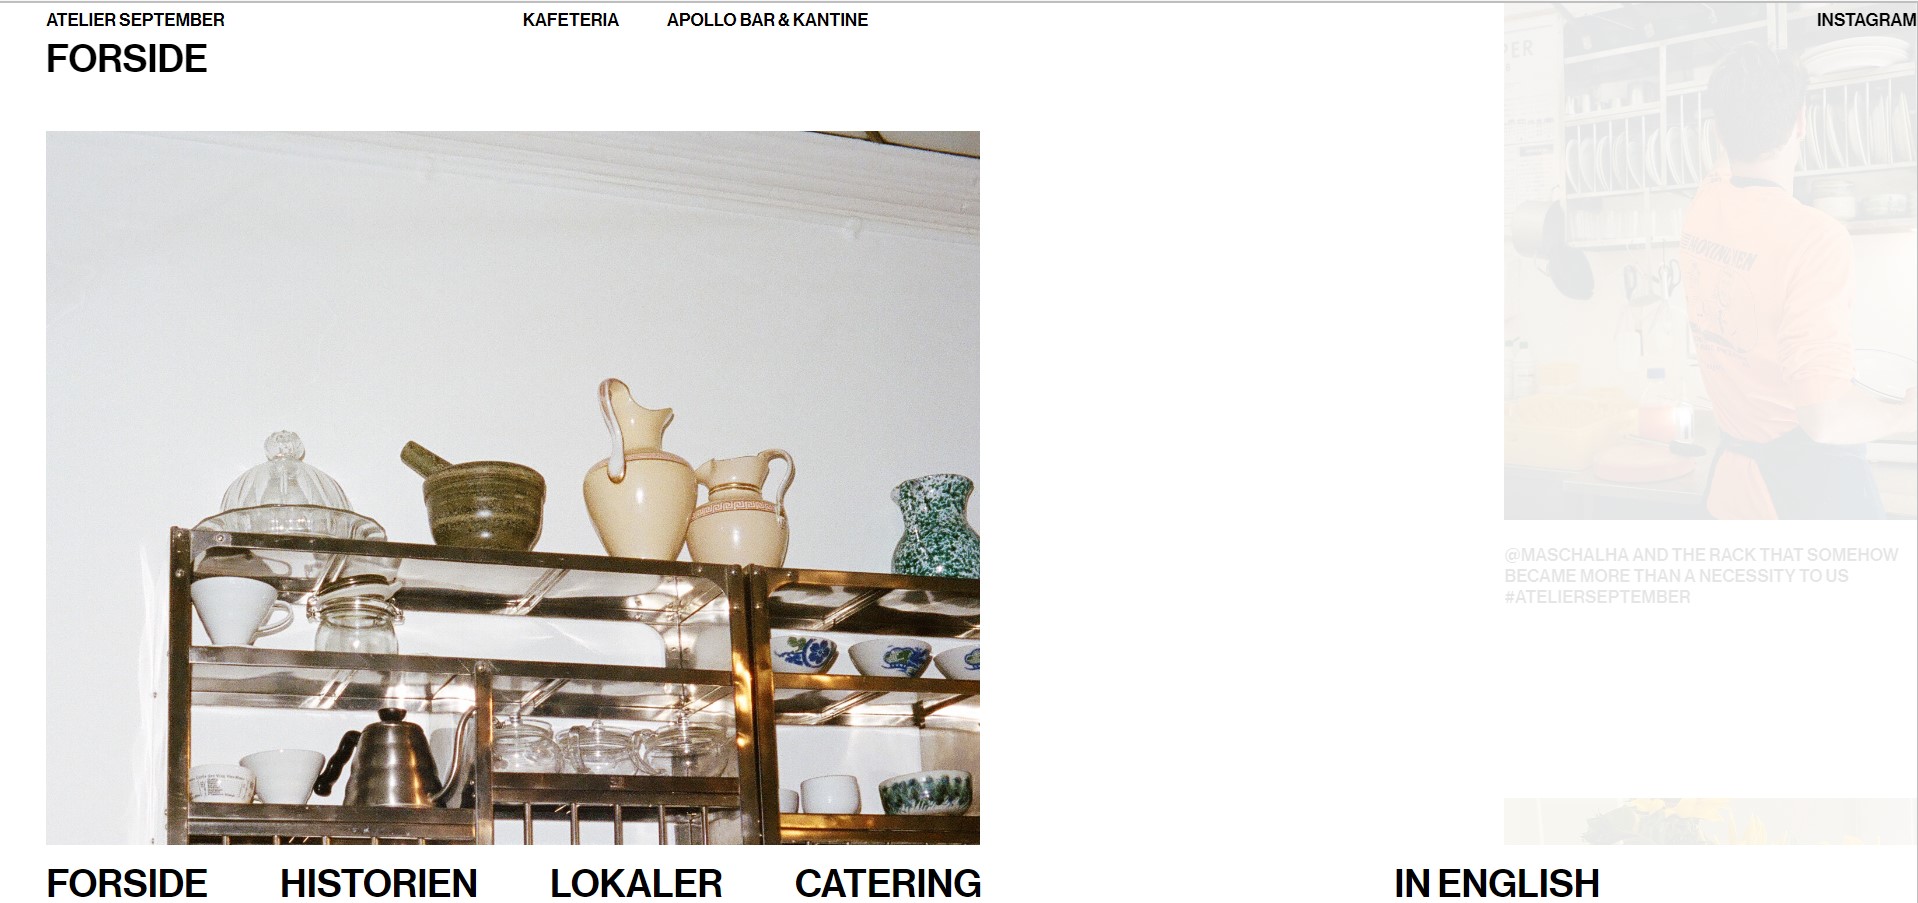 ATELIER SEPTEMBER
KAFETERIA
APOLLO BAR & KANTINE
INSTAGRAM
FORSIDE
@MASCHALHA AND THE RACK THAT SOMEHOW
BECAME MORE THAN A NECESSITY TO US
#ATELIERSEPTEMBER
FORSIDE
HISTORIEN
LOKALER
CATERING
IN ENGLISH